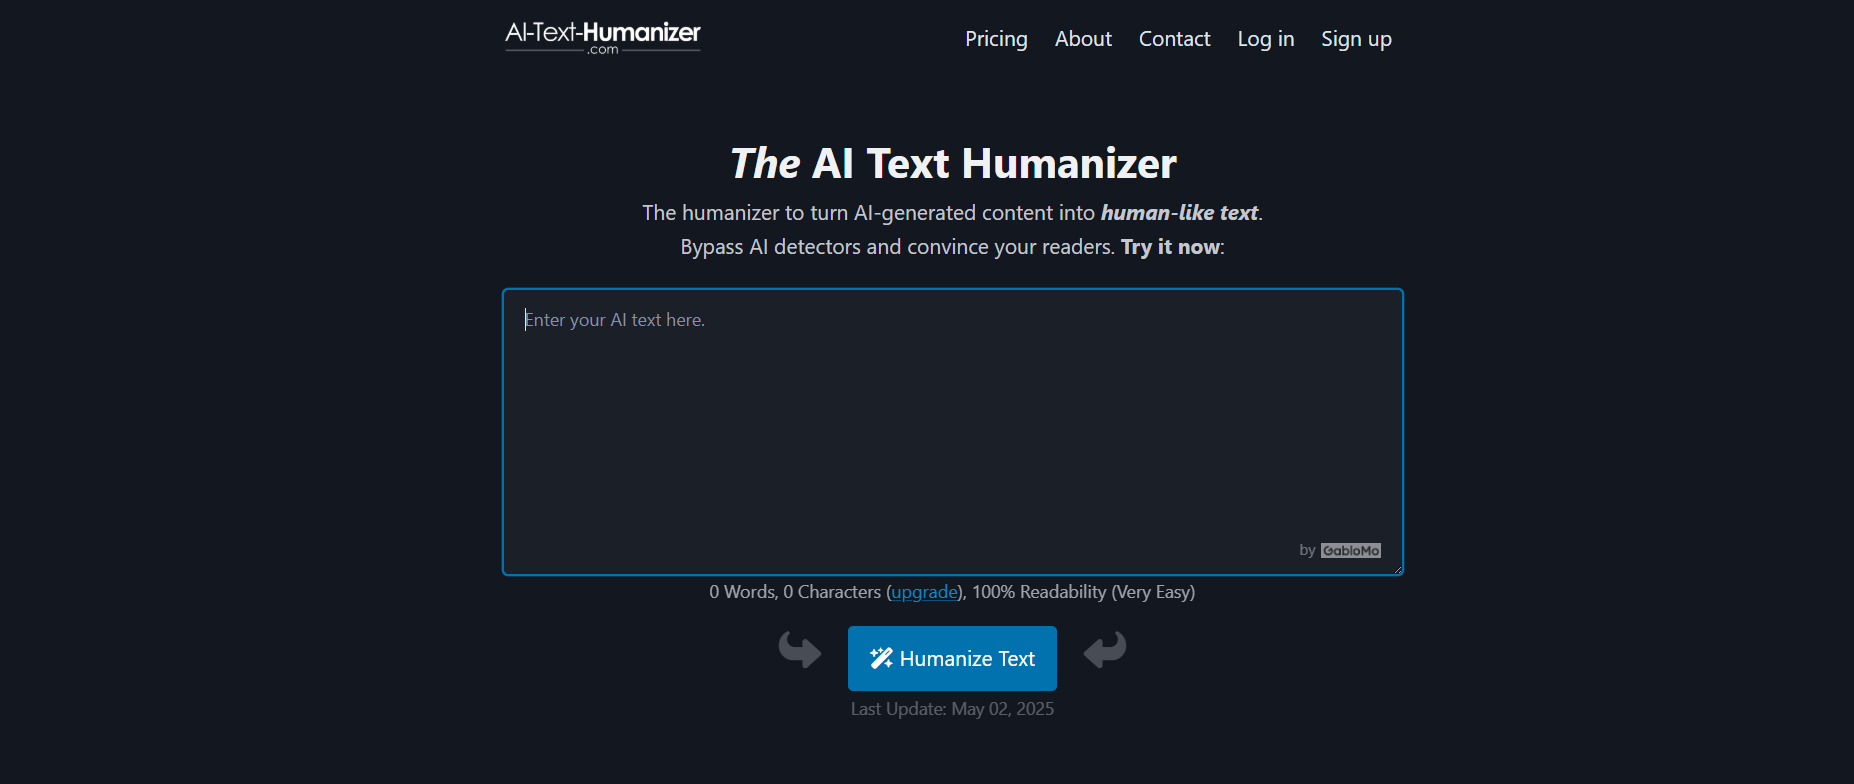 AI-Text-Humanizer
.com
Pricing About Contact Log in Sign up
The AI Text Humanizer
The humanizer to turn AI-generated content into human-like text.
Bypass AI detectors and convince your readers. Try it now:
Enter your AI text here.
by GabloMo
0 Words, 0 Characters (upgrade), 100% Readability (Very Easy)
Humanize Text
Last Update: May 02, 2025